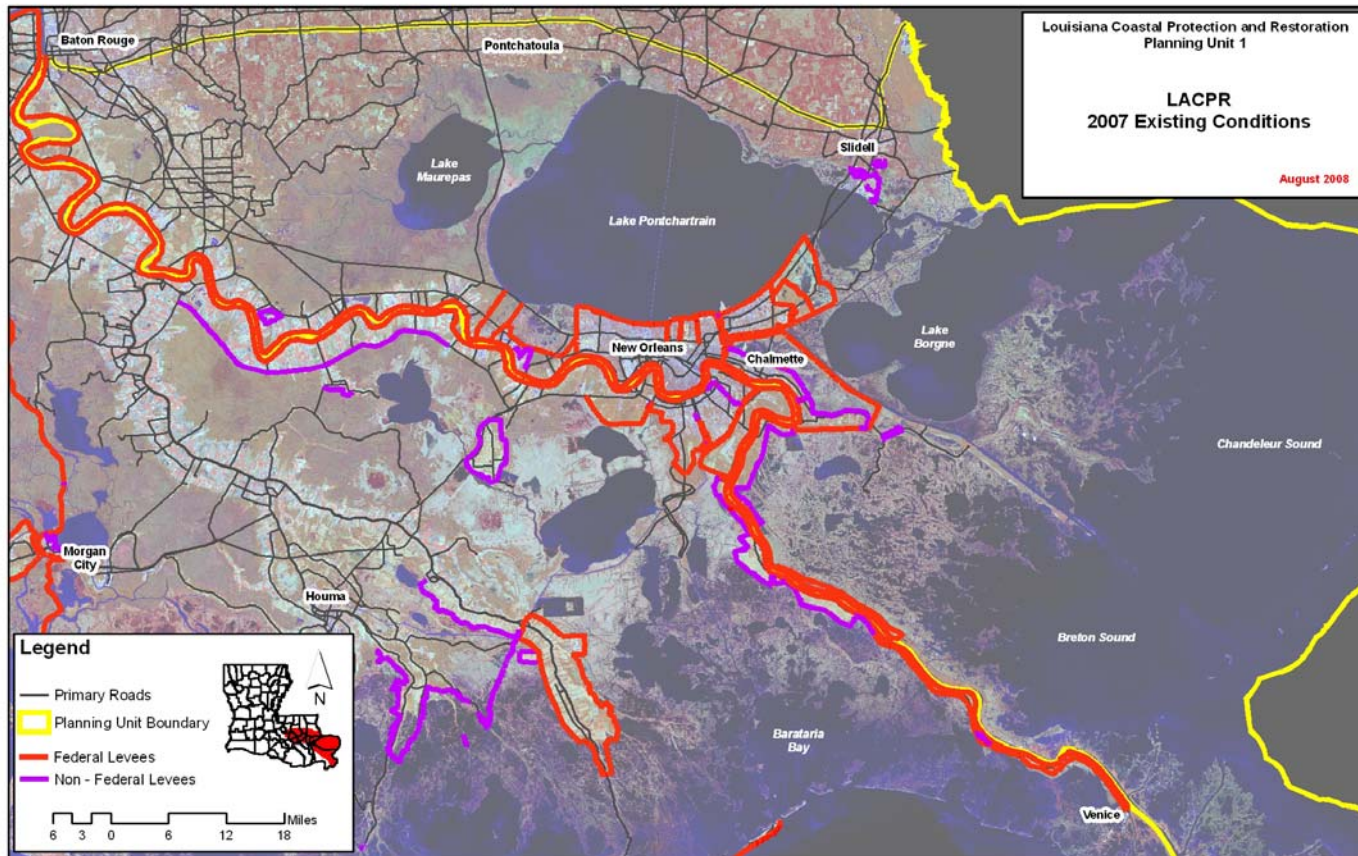 Louisiana Coastal Protection and Restoration
Planning Unit 1
LACPR
2007 Existing Conditions
August 2008
Baton Rouge
Pontchatoula
Lake
Maurepas
Slidell
Lake Pontchartrain
New Orleans
Chalmette
Lake
Borgne
Chandeleur Sound
Morgan
City
Houma
Breton Sound
Barataria
Bay
Venice
Legend
N
Primary Roads
Planning Unit Boundary
Federal Levees
Non - Federal Levees
6 3 0 6 12 18 Miles